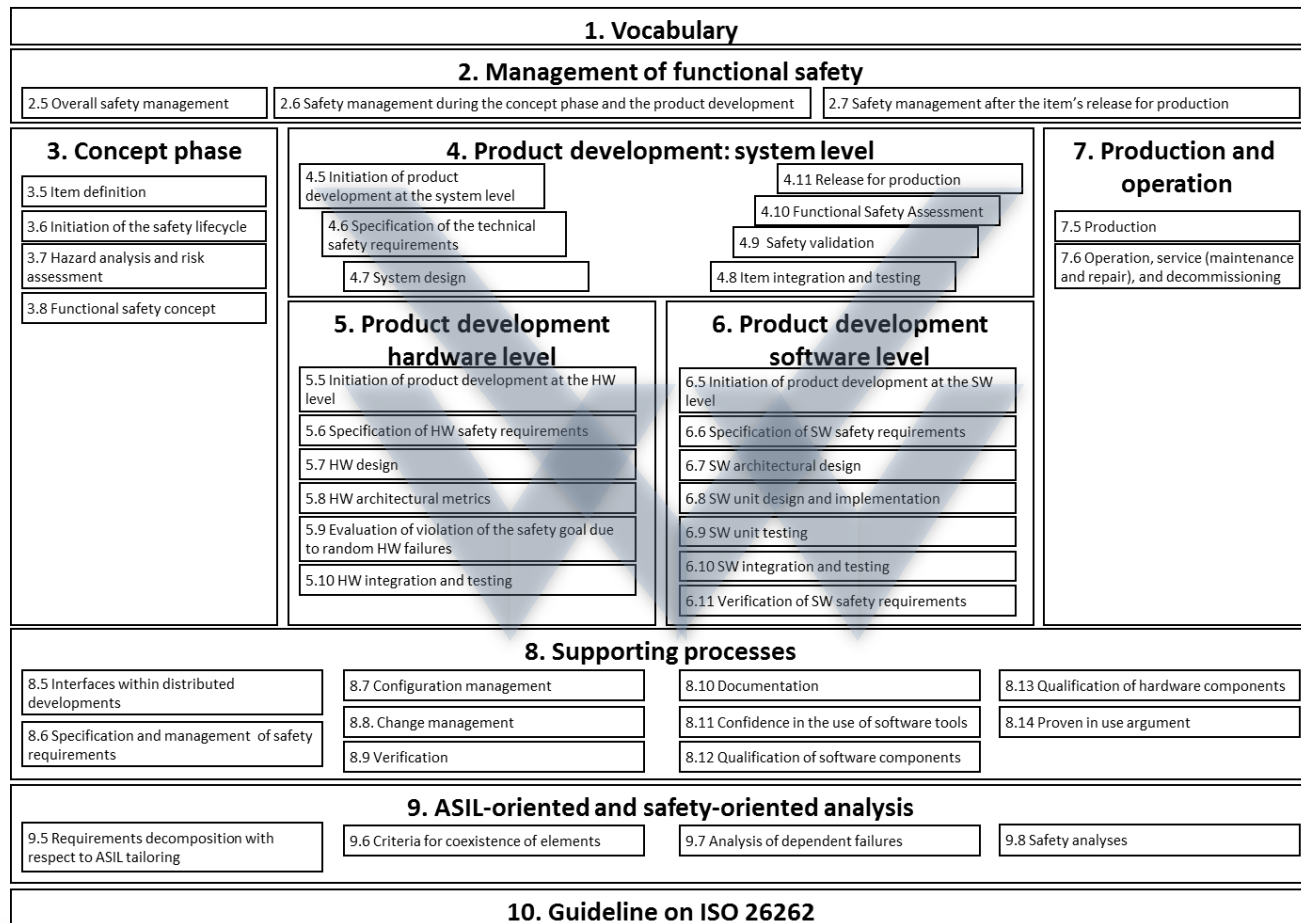 1. Vocabulary
2. Management of functional safety
2.5 Overall safety management
2.6 Safety management during the concept phase and the product development
2.7 Safety management after the item's release for production
3. Concept phase
3.5 Item definition
3.6 Initiation of the safety lifecycle
3.7 Hazard analysis and risk
assessment
3.8 Functional safety concept
4. Product development: system level
4.5 Initiation of product
development at the system level
4.6 Specification of the technical
safety requirements
4.7 System design
4.11 Release for production
4.10 Functional Safety Assessment
4.9 Safety validation
4.8 Item integration and testing
7. Production and
operation
7.5 Production
7.6 Operation, service (maintenance
and repair), and decommissioning
5. Product development
hardware level
5.5 Initiation of product development at the HW
level
5.6 Specification of HW safety requirements
5.7 HW design
5.8 HW architectural metrics
5.9 Evaluation of violation of the safety goal due
to random HW failures
5.10 HW integration and testing
6. Product development
software level
6.5 Initiation of product development at the SW
level
6.6 Specification of SW safety requirements
6.7 SW architectural design
6.8 SW unit design and implementation
6.9 SW unit testing
6.10 SW integration and testing
6.11 Verification of SW safety requirements
8. Supporting processes
8.5 Interfaces within distributed
developments
8.6 Specification and management of safety
requirements
8.7 Configuration management
8.8. Change management
8.9 Verification
8.10 Documentation
8.11 Confidence in the use of software tools
8.12 Qualification of software components
8.13 Qualification of hardware components
8.14 Proven in use argument
9. ASIL-oriented and safety-oriented analysis
9.5 Requirements decomposition with
respect to ASIL tailoring
9.6 Criteria for coexistence of elements
9.7 Analysis of dependent failures
9.8 Safety analyses
10. Guideline on ISO 26262